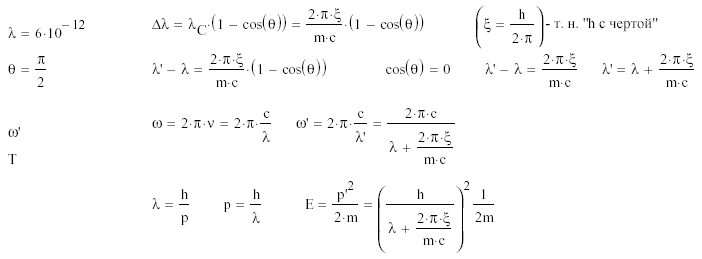 λ = 6·10^-12    Δλ = λ_C·(1 − cos(θ)) = (2·π·ξ)/(m·c)·(1 − cos(θ))    (ξ = h/(2·π)) - т. н. "h с чертой"
θ = π/2    λ' − λ = (2·π·ξ)/(m·c)·(1 − cos(θ))    cos(θ) = 0    λ' − λ = (2·π·ξ)/(m·c)    λ' = λ + (2·π·ξ)/(m·c)
ω'    ω = 2·π·ν = 2·π·c/λ    ω' = 2·π·c/λ' = (2·π·c)/(λ + (2·π·ξ)/(m·c))
T
λ = h/p    p = h/λ    E = p'^2/(2·m) = (h/(λ + (2·π·ξ)/(m·c)))^2 1/(2m)